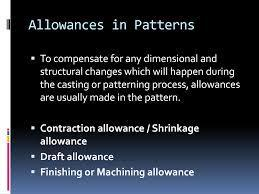 Allowances in Patterns
To compensate for any dimensional and
structural changes which will happen during
the casting or patterning process, allowances
are usually made in the pattern.
Contraction allowance / Shrinkage
allowance
Draft allowance
Finishing or Machining allowance